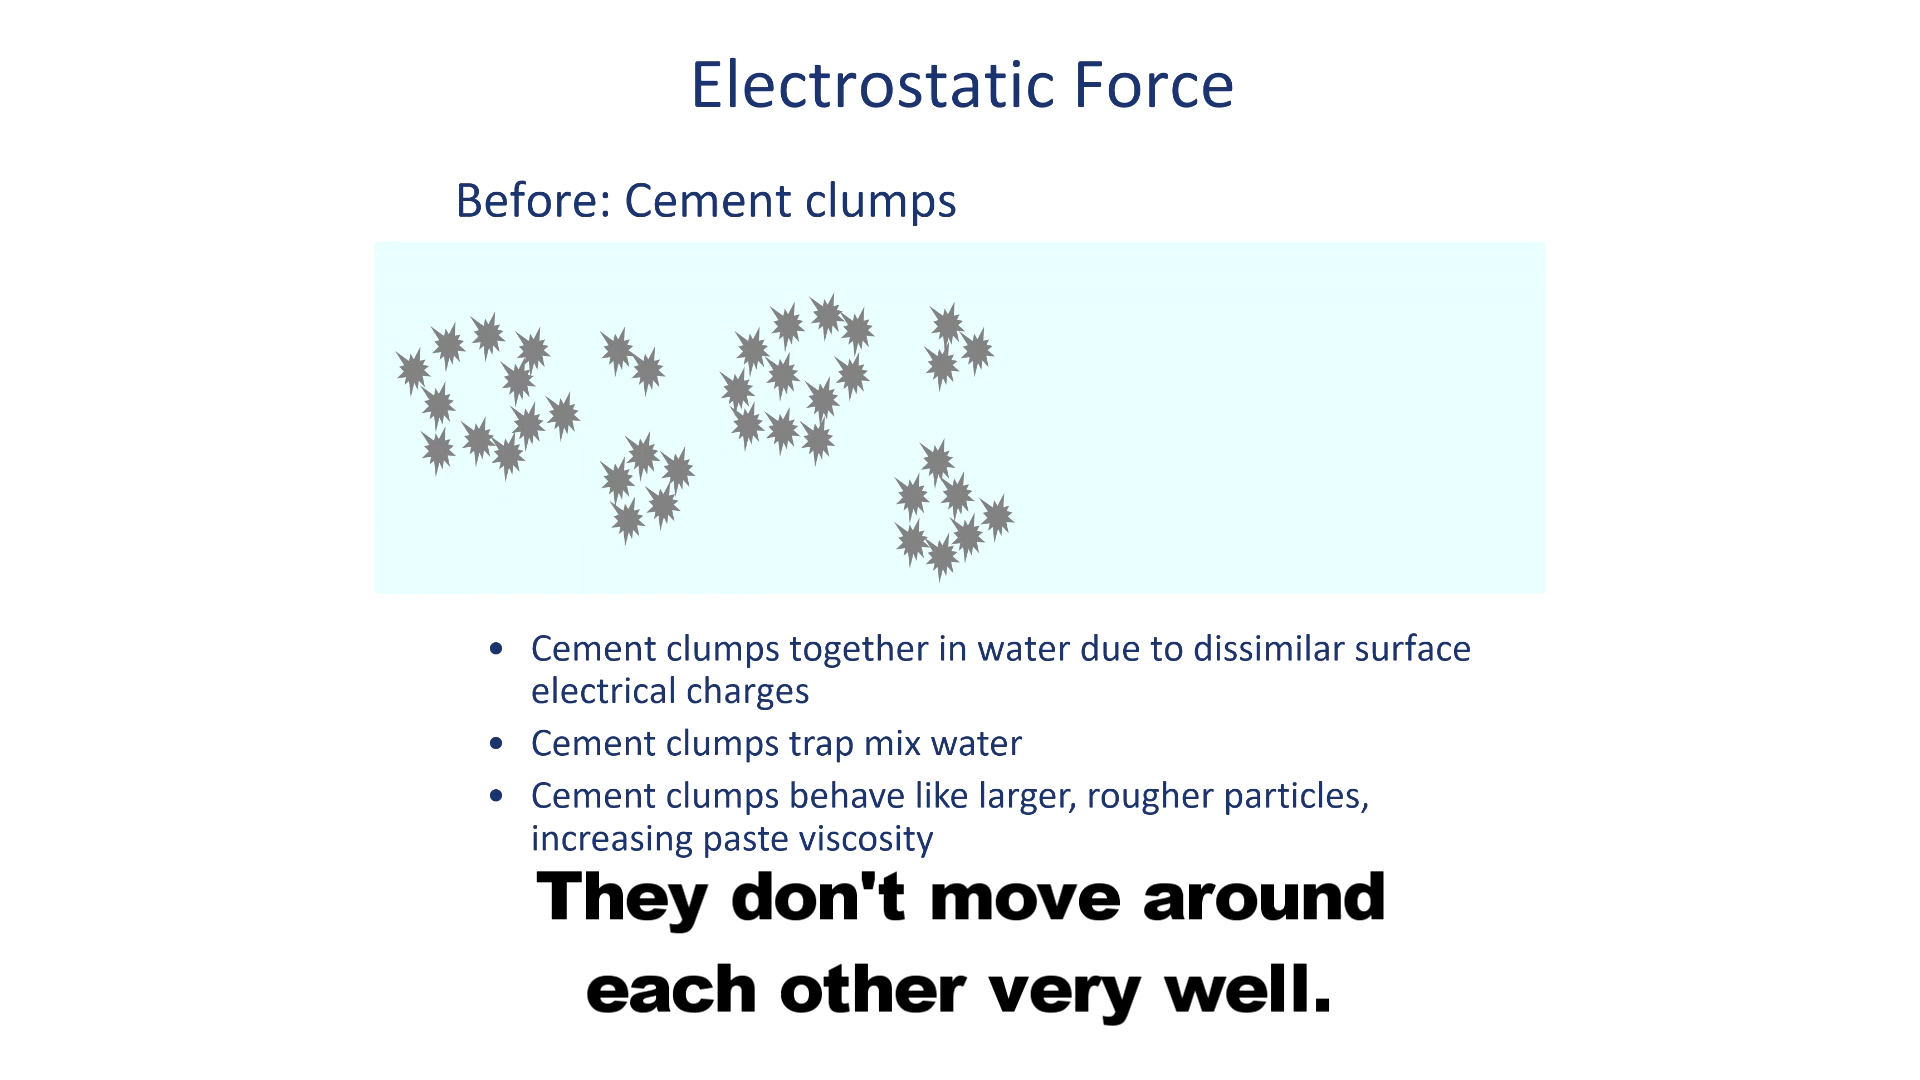 Electrostatic Force
Before: Cement clumps
• Cement clumps together in water due to dissimilar surface
electrical charges
• Cement clumps trap mix water
• Cement clumps behave like larger, rougher particles,
increasing paste viscosity
They don't move around
each other very well.